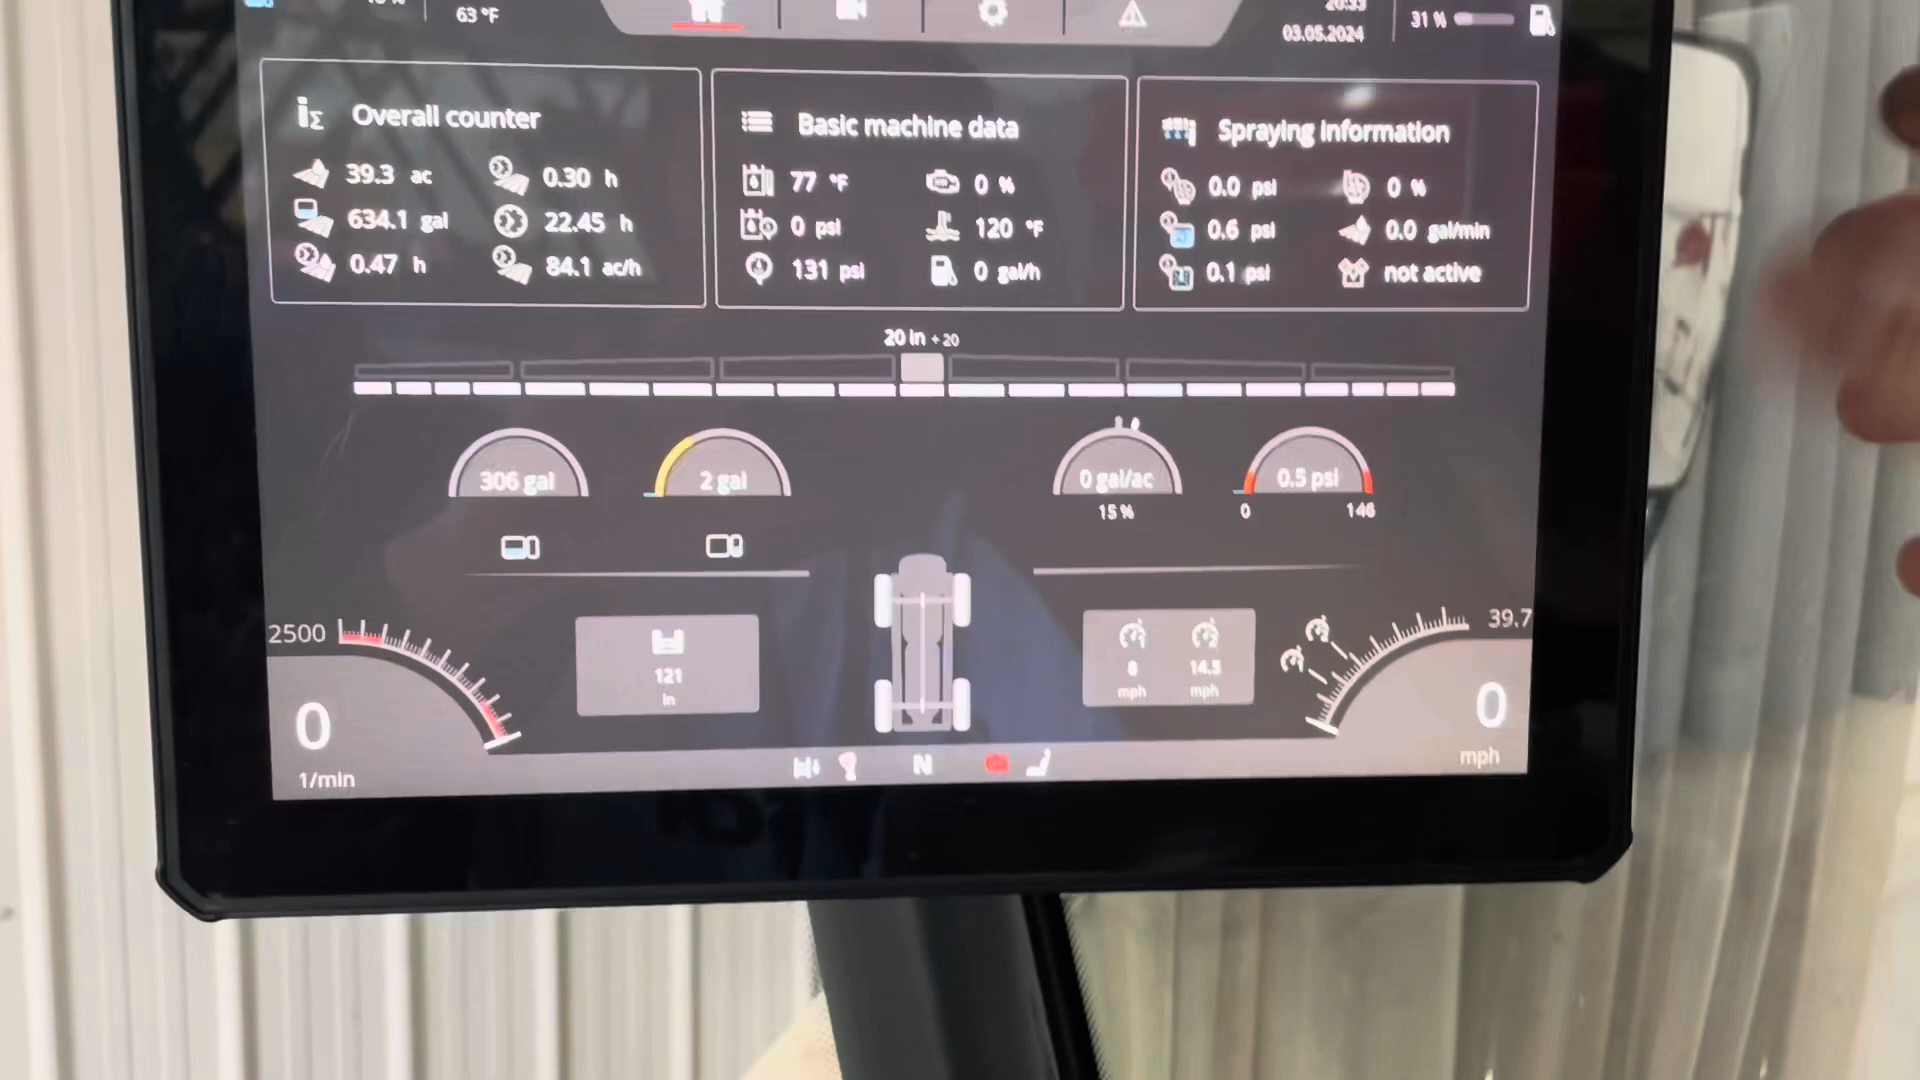 63 °F
03.05.2024
31 %
Overall counter
39.3 ac
0.30 h
634.1 gal
22.45 h
0.47 h
84.1 ac/h
Basic machine data
77 °F
0 %
0 psi
120 °F
131 psi
0 gal/h
Spraying information
0.0 psi
0 %
0.6 psi
0.0 gal/min
0.1 psi
not active
20 in + 20
306 gal
2 gal
0 gal/ac
15 %
0.5 psi
0
146
2500
0
1/min
121
in
8
mph
14.5
mph
39.7
0
mph
N